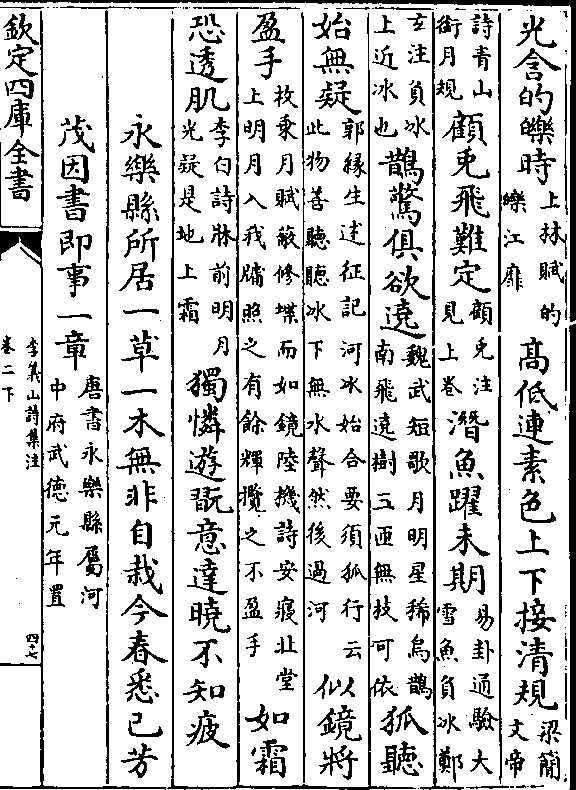 光含的皪時上林賦的皪江靡高低連素色上下接清規梁簡文帝
詩青山銜月規顧兎飛難定顧兎注見上卷潛魚躍未期易卦通驗大雪魚負冰鄭
玄注負冰上近冰也鵲驚俱欲遶魏武短歌月明星稀烏鵲南飛遶樹三匝無枝可依狐聽
始無疑郭緣生述征記河冰始合要須狐行云此物善聽聽冰下無水聲然後過河似鏡將
盈手枚乗月賦蔽修堞而如鏡陸機詩安寢北堂上明月入我牖照之有餘輝攬之不盈手如霜
恐透肌李白詩牀前明月光疑是地上霜獨憐遊翫意達曉不知疲
永樂縣所居一草一木無非自栽今春悉已芳
茂因書即事一章唐書永樂縣屬河中府武德元年置
欽定四庫全書
李義山詩集注
卷二下
四十七